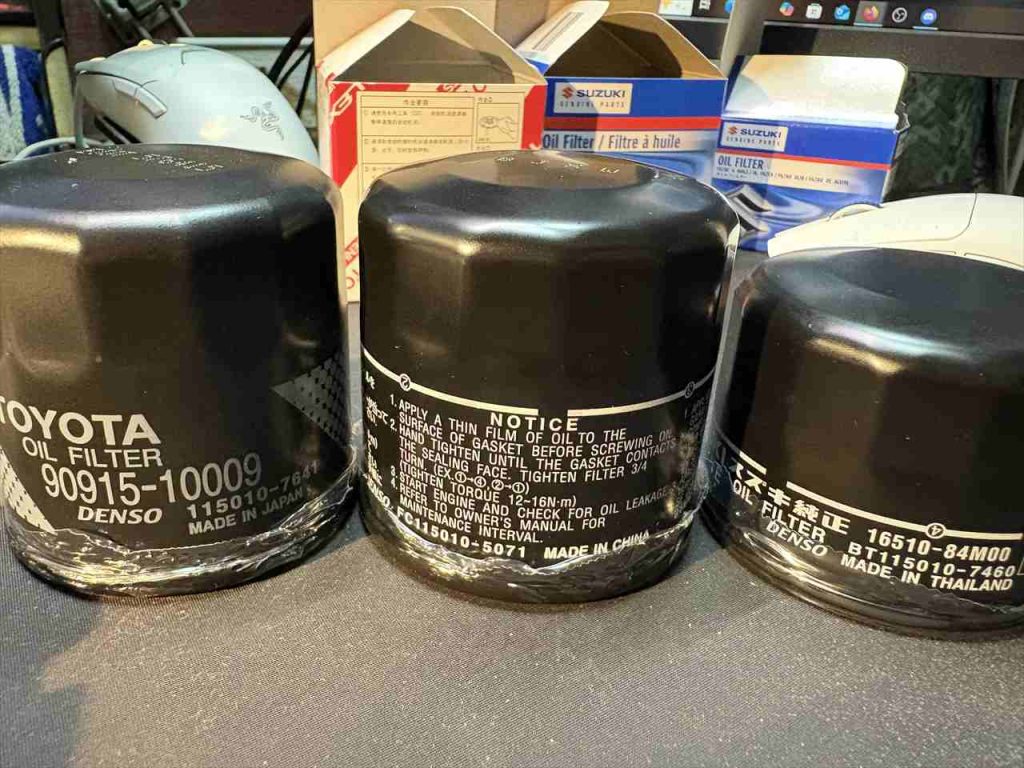 SUZUKI
GENUINE PARTS
Oil Filter / Filtre à huile
SUZUKI
GENUINE PARTS
OIL FILTER
TOYOTA
OIL FILTER
90915-10009
DENSO
115010-7641
MADE IN JAPAN
NOTICE
1. APPLY A THIN FILM OF OIL TO THE
SURFACE OF GASKET BEFORE SCREWING ON.
2. HAND TIGHTEN UNTIL THE GASKET CONTACTS
THE SEALING FACE. TIGHTEN FILTER 3/4
TURN. (EX.①→④ ②→①)
(TIGHTEN TORQUE 12~16N·m)
3. START ENGINE AND CHECK FOR OIL LEAKAGE.
4. REFER TO OWNER'S MANUAL FOR
MAINTENANCE INTERVAL.
DENSO FC115010-5071 MADE IN CHINA
スズキ純正 16510-84M00
OIL FILTER BT115010-7460
DENSO MADE IN THAILAND